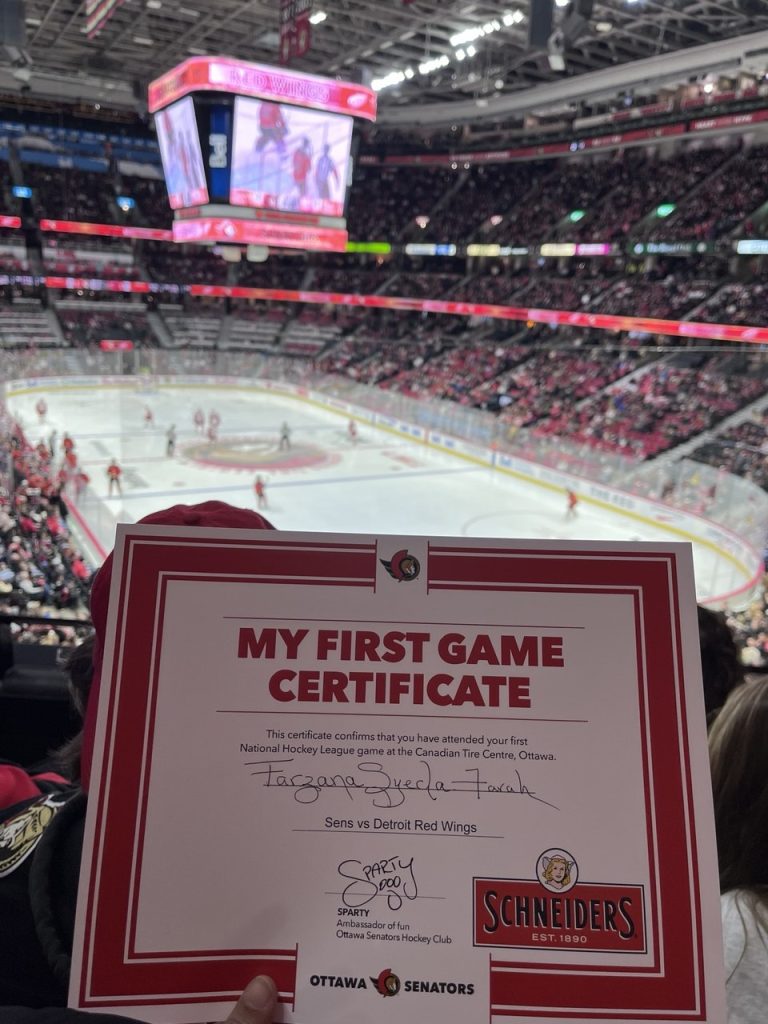 RED WINGS
Bell
MY FIRST GAME
CERTIFICATE
This certificate confirms that you have attended your first
National Hockey League game at the Canadian Tire Centre, Ottawa.
Farzana Syeda Farah
Sens vs Detroit Red Wings
SPARTY
SPARTY
Ambassador of fun
Ottawa Senators Hockey Club
SCHNEIDERS
EST. 1890
OTTAWA SENATORS